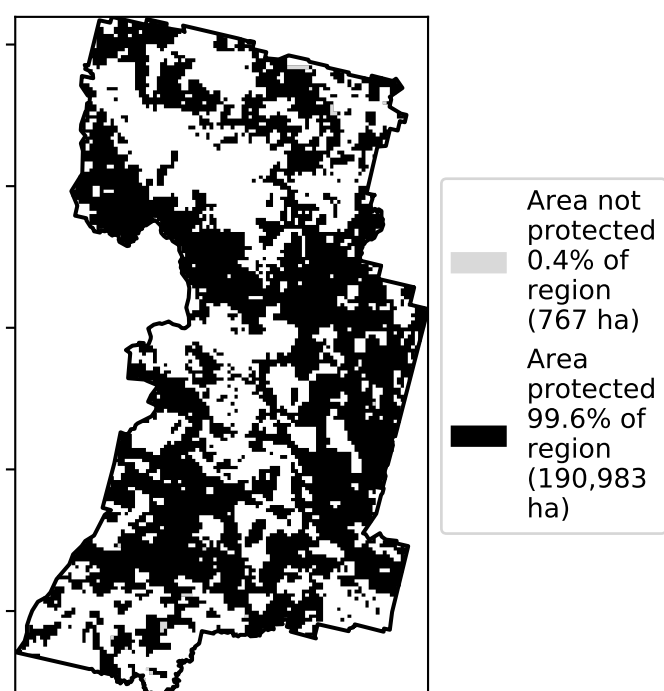 Area not
protected
0.4% of
region
(767 ha)
Area
protected
99.6% of
region
(190,983
ha)